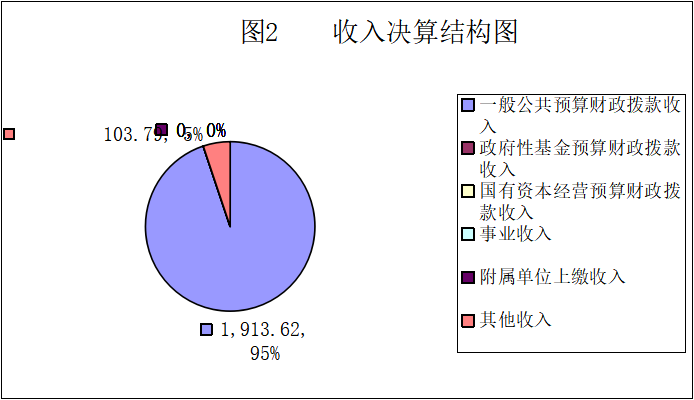 图2 收入决算结构图
103.79, 5%
0, 0%
1,913.62,
95%
一般公共预算财政拨款收
入
政府性基金预算财政拨款
收入
国有资本经营预算财政拨
款收入
事业收入
附属单位上缴收入
其他收入